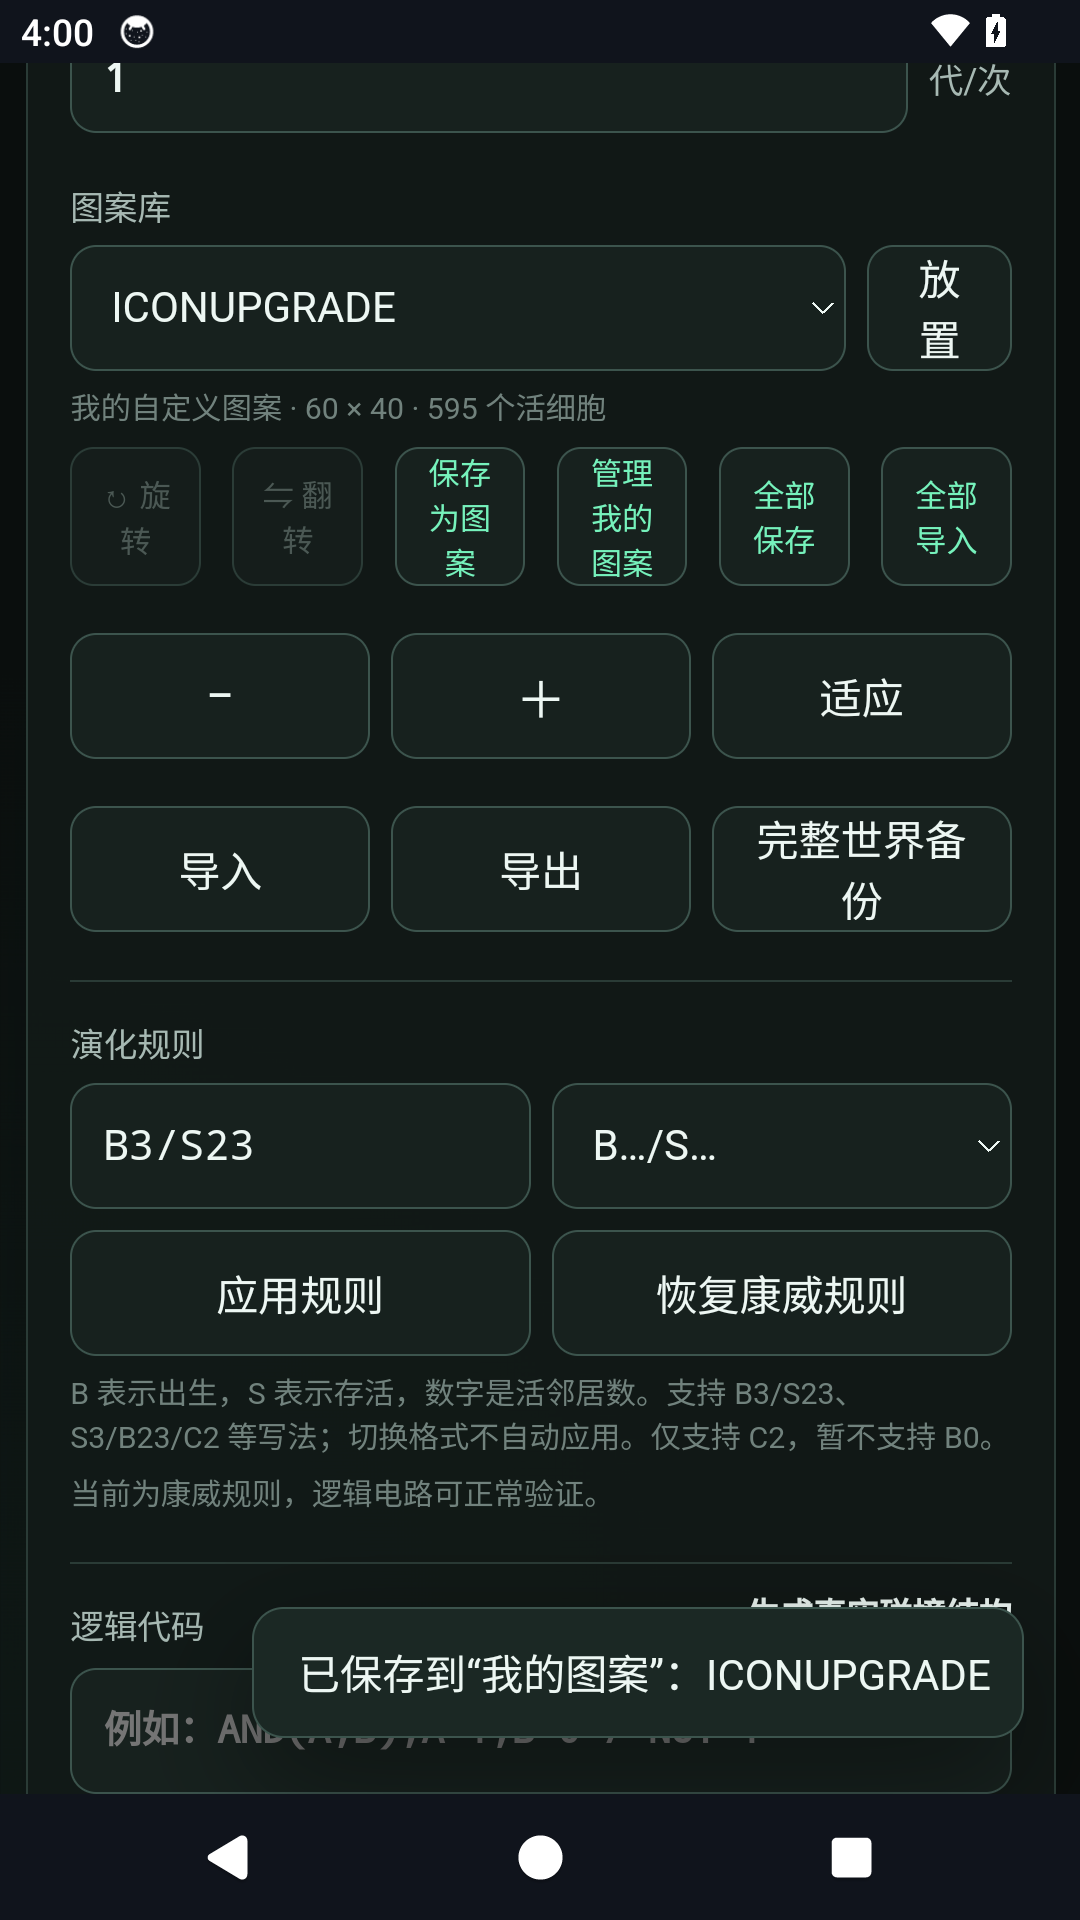 4:00
1
代/次
图案库
ICONUPGRADE
放
置
我的自定义图案 · 60 × 40 · 595 个活细胞
↻ 旋
转
⇋ 翻
转
保存
为图
案
管理
我的
图案
全部
保存
全部
导入
−
＋
适应
导入
导出
完整世界备
份
演化规则
B3/S23
B.../S...
应用规则
恢复康威规则
B 表示出生，S 表示存活，数字是活邻居数。支持 B3/S23、
S3/B23/C2 等写法；切换格式不自动应用。仅支持 C2，暂不支持 B0。
当前为康威规则，逻辑电路可正常验证。
逻辑代码
已保存到“我的图案”：ICONUPGRADE
例如：